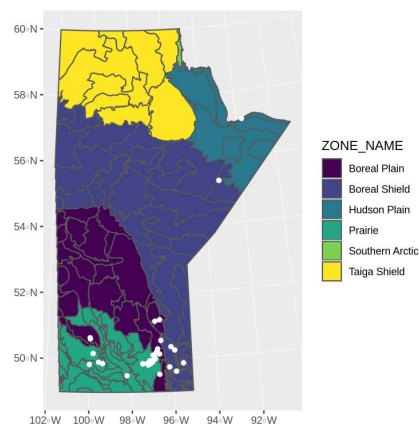 60°N
58°N
56°N
54°N
52°N
50°N
102°W 100°W 98°W 96°W 94°W 92°W
ZONE_NAME
Boreal Plain
Boreal Shield
Hudson Plain
Prairie
Southern Arctic
Taiga Shield